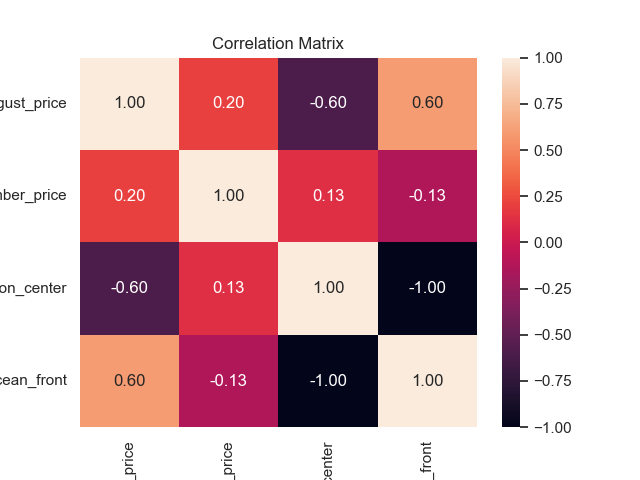 Correlation Matrix
gust_price 1.00 0.20 -0.60 0.60
nber_price 0.20 1.00 0.13 -0.13
on_center -0.60 0.13 1.00 -1.00
cean_front 0.60 -0.13 -1.00 1.00
_price _price center _front
1.00
0.75
0.50
0.25
0.00
−0.25
−0.50
−0.75
−1.00